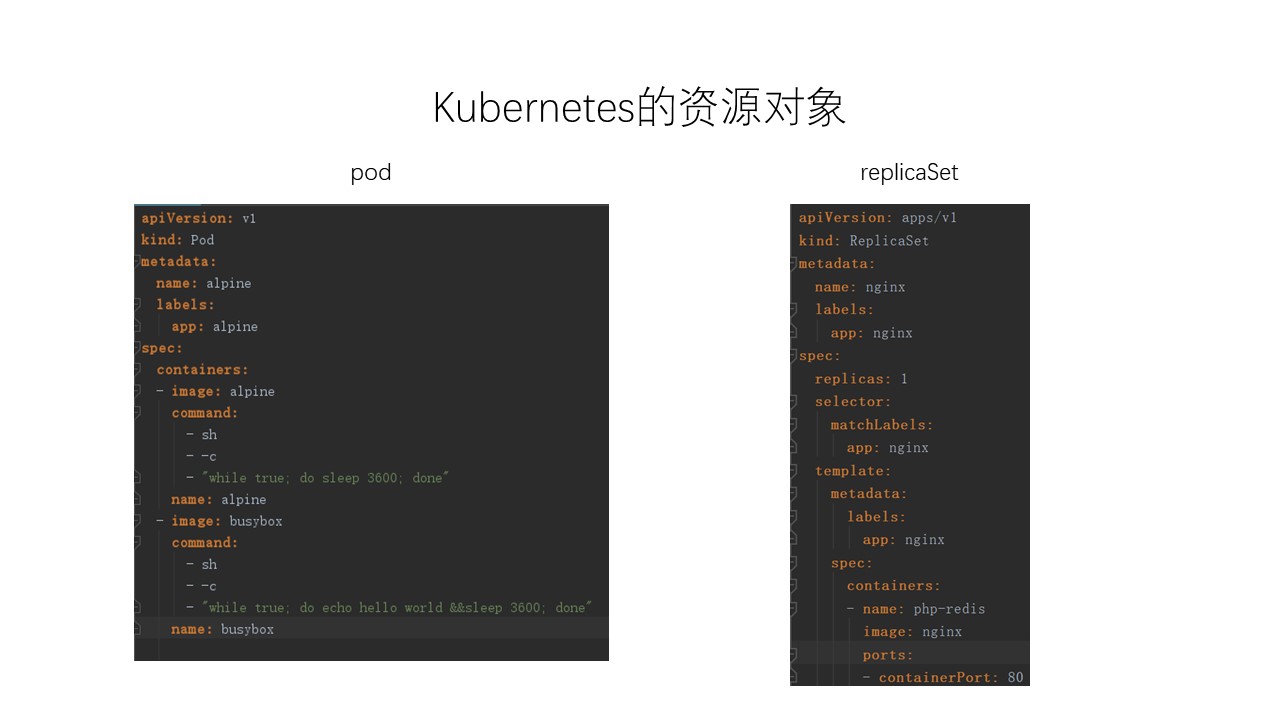 Kubernetes的资源对象
pod
apiVersion: v1
kind: Pod
metadata:
  name: alpine
  labels:
    app: alpine
spec:
  containers:
  - image: alpine
    command:
      - sh
      - -c
      - "while true; do sleep 3600; done"
    name: alpine
  - image: busybox
    command:
      - sh
      - -c
      - "while true; do echo hello world &&sleep 3600; done"
    name: busybox
replicaSet
apiVersion: apps/v1
kind: ReplicaSet
metadata:
  name: nginx
  labels:
    app: nginx
spec:
  replicas: 1
  selector:
    matchLabels:
      app: nginx
  template:
    metadata:
      labels:
        app: nginx
    spec:
      containers:
      - name: php-redis
        image: nginx
        ports:
        - containerPort: 80